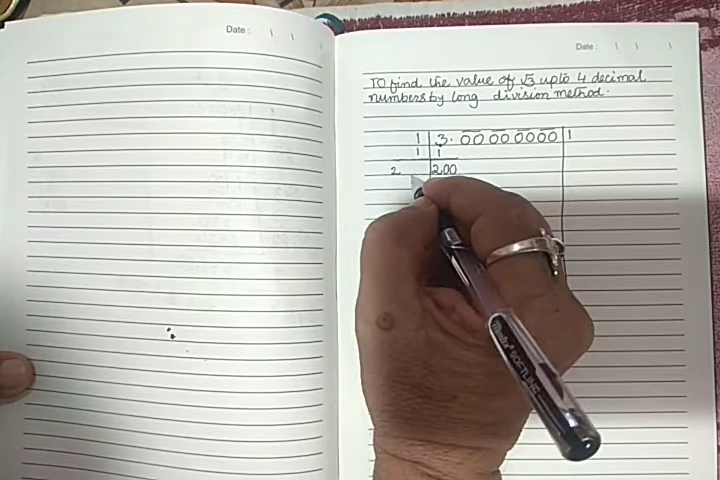 Date :
Date :
TO find the value of √3 upto 4 decimal
numbers by long division method.
1 3. 00 00 00 00 1
1 1
2 200
SOFTLINE